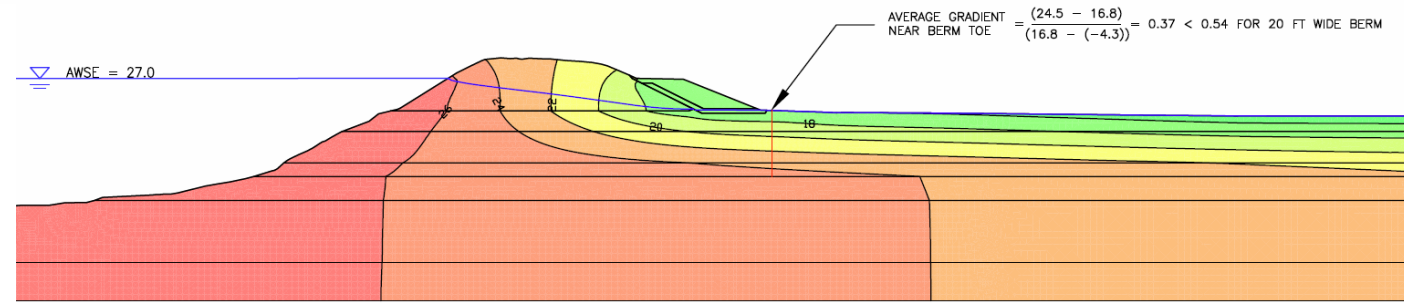 AVERAGE GRADIENT NEAR BERM TOE = (24.5 - 16.8) / (16.8 - (-4.3)) = 0.37 < 0.54 FOR 20 FT WIDE BERM
AWSE = 27.0
26
24
22
20
18